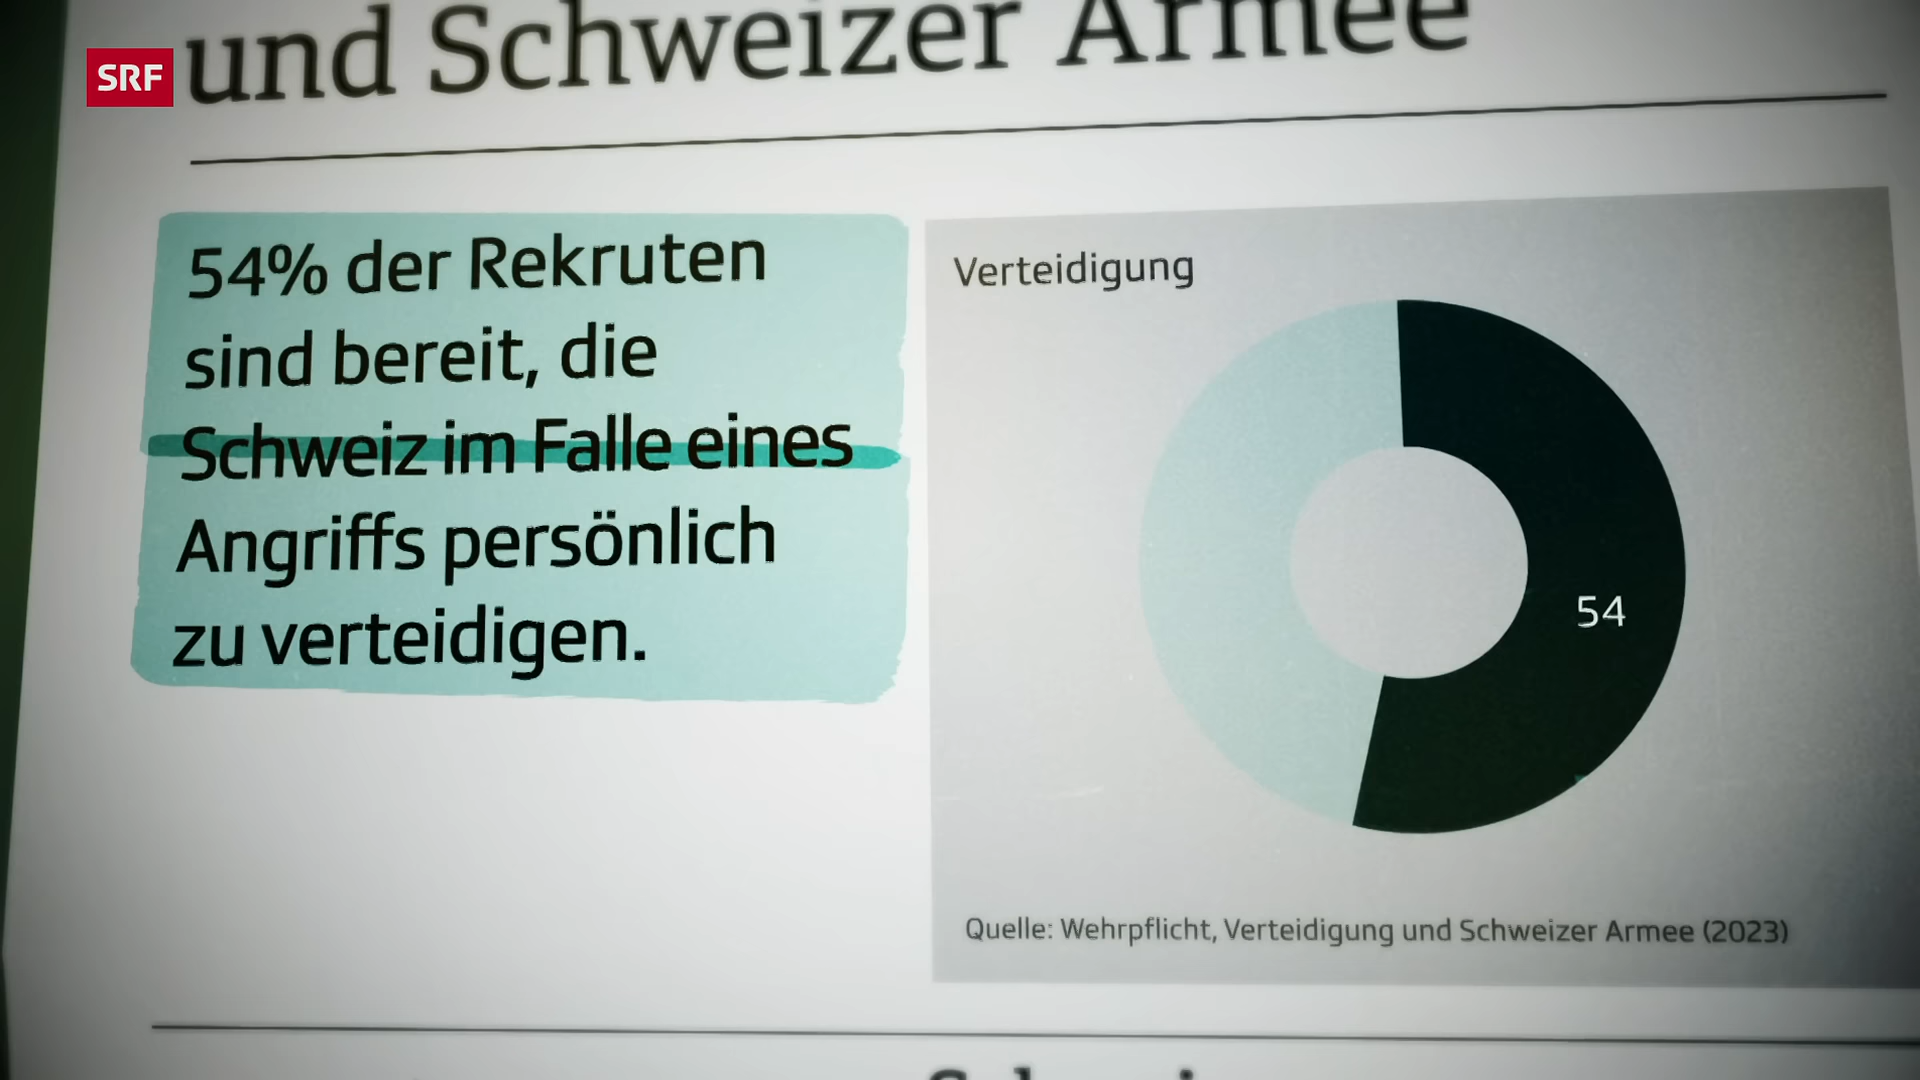 und Schweizer Armee
SRF
54% der Rekruten
sind bereit, die
Schweiz im Falle eines
Angriffs persönlich
zu verteidigen.
Verteidigung
54
Quelle: Wehrpflicht, Verteidigung und Schweizer Armee (2023)